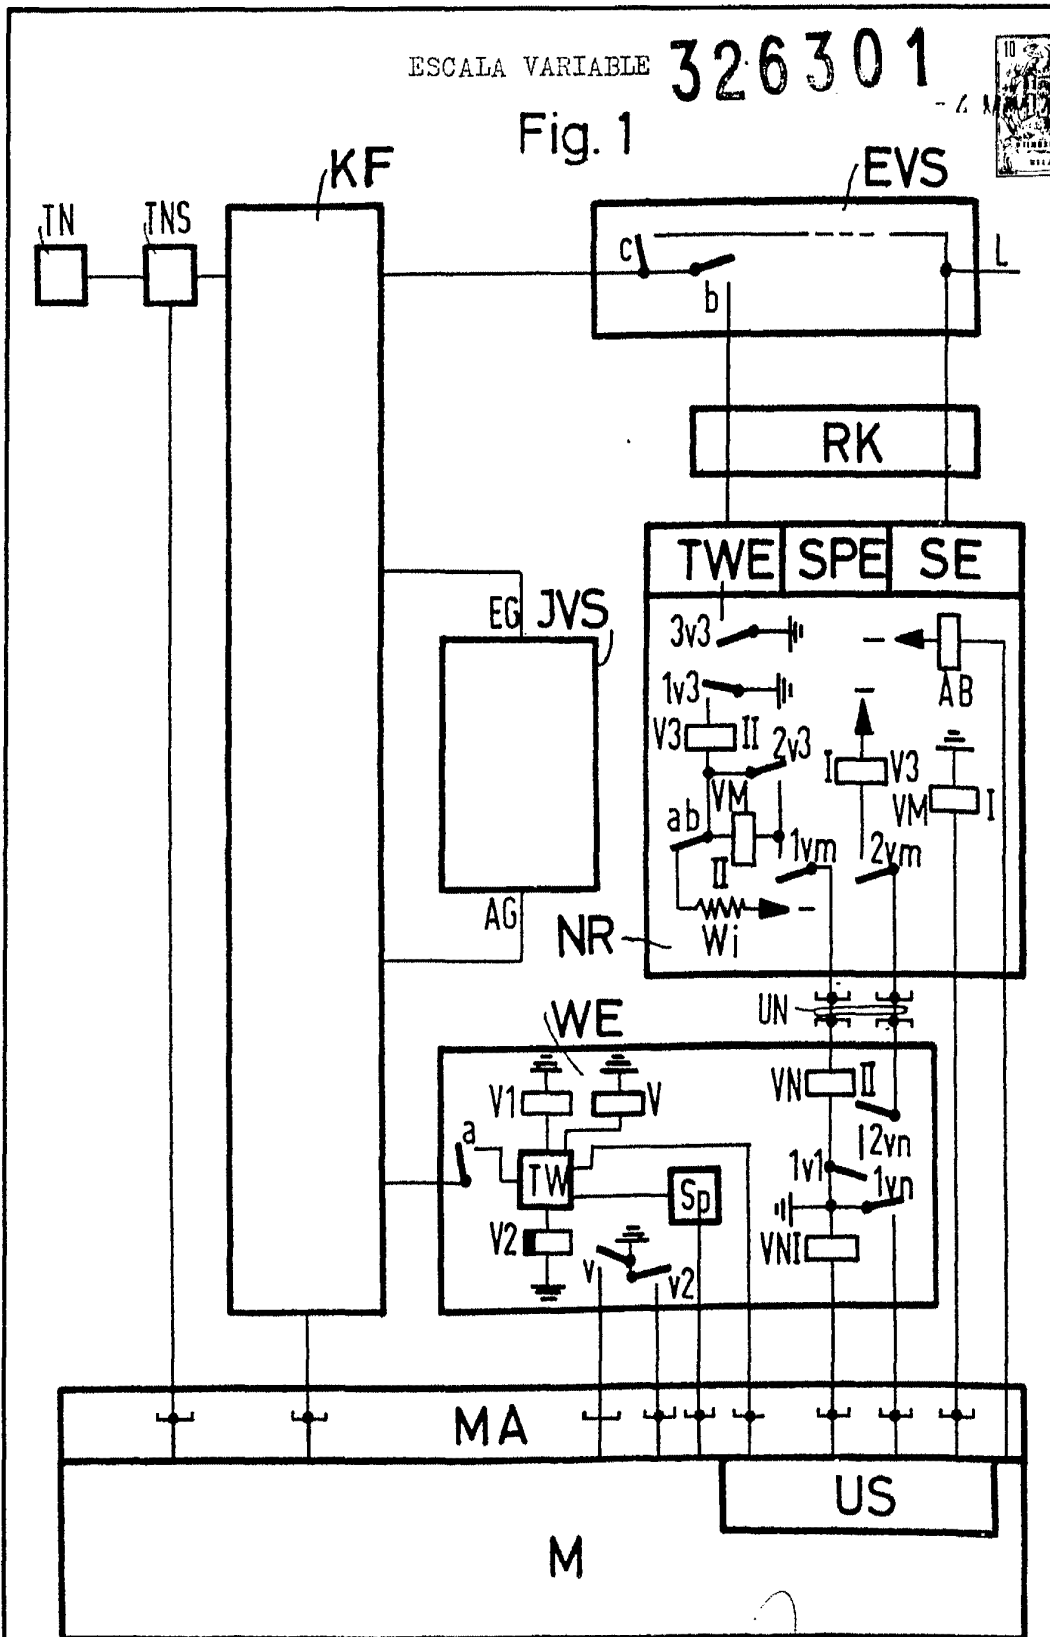 ESCALA VARIABLE 326301
Fig. 1
KF
EVS
TN
TNS
c
b
L
RK
TWE SPE SE
EG
JVS
3v3
AB
1v3
V3 II
2v3
I V3
VM
VM I
ab
1vm
2vm
II
Wi
AG
NR
UN
WE
V1
V
VN II
a
2vn
TW
1v1
1vn
Sp
V2
VNI
v
v2
MA
US
M